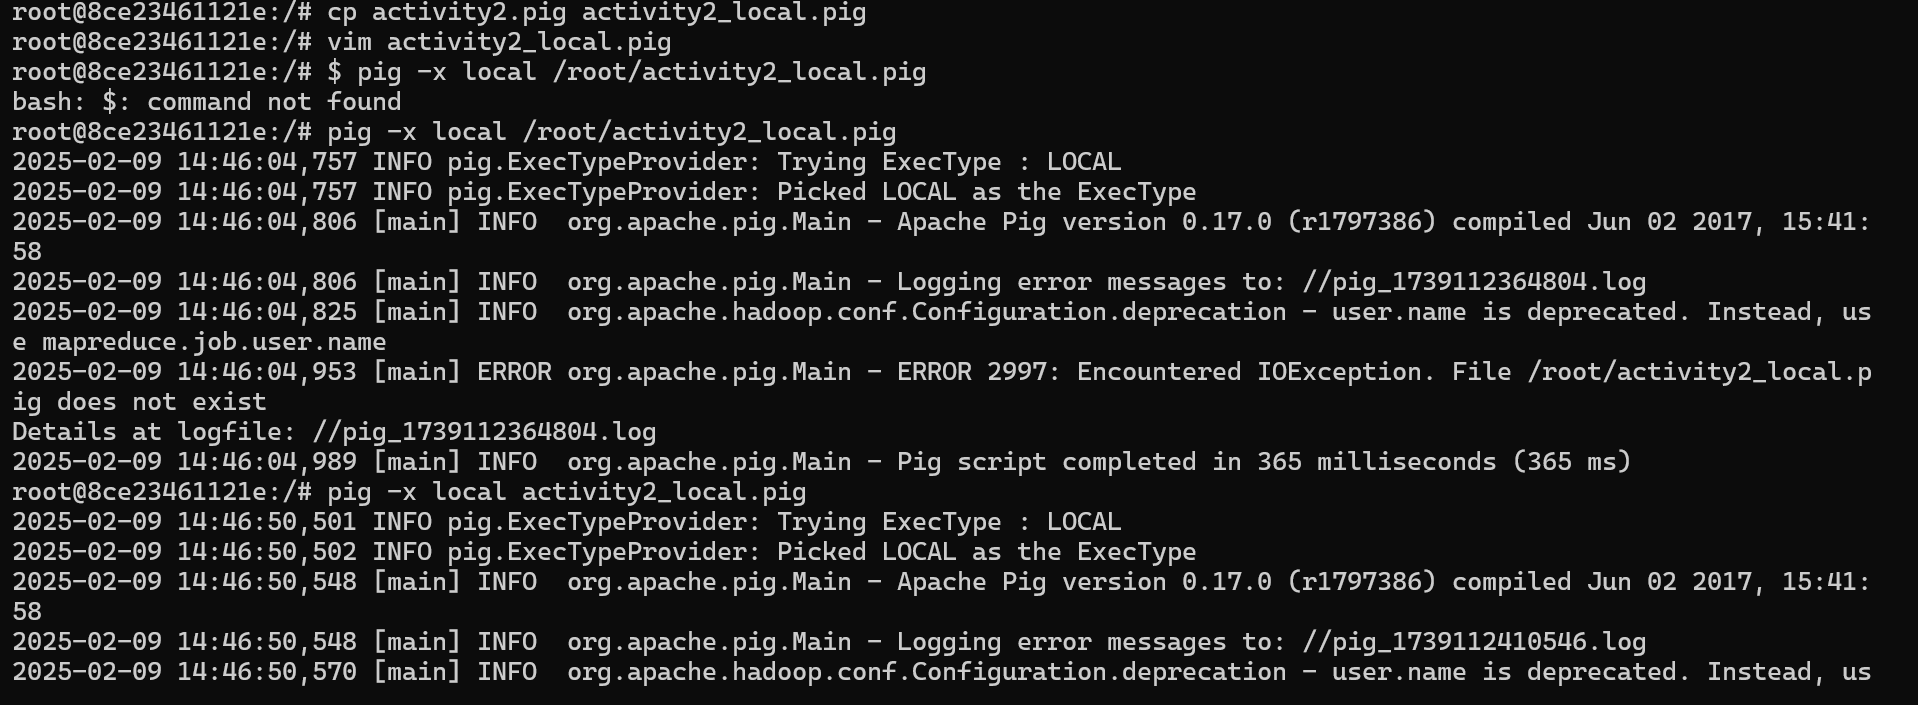 root@8ce23461121e:/# cp activity2.pig activity2_local.pig
root@8ce23461121e:/# vim activity2_local.pig
root@8ce23461121e:/# $ pig -x local /root/activity2_local.pig
bash: $: command not found
root@8ce23461121e:/# pig -x local /root/activity2_local.pig
2025-02-09 14:46:04,757 INFO pig.ExecTypeProvider: Trying ExecType : LOCAL
2025-02-09 14:46:04,757 INFO pig.ExecTypeProvider: Picked LOCAL as the ExecType
2025-02-09 14:46:04,806 [main] INFO  org.apache.pig.Main - Apache Pig version 0.17.0 (r1797386) compiled Jun 02 2017, 15:41:
58
2025-02-09 14:46:04,806 [main] INFO  org.apache.pig.Main - Logging error messages to: //pig_1739112364804.log
2025-02-09 14:46:04,825 [main] INFO  org.apache.hadoop.conf.Configuration.deprecation - user.name is deprecated. Instead, us
e mapreduce.job.user.name
2025-02-09 14:46:04,953 [main] ERROR org.apache.pig.Main - ERROR 2997: Encountered IOException. File /root/activity2_local.p
ig does not exist
Details at logfile: //pig_1739112364804.log
2025-02-09 14:46:04,989 [main] INFO  org.apache.pig.Main - Pig script completed in 365 milliseconds (365 ms)
root@8ce23461121e:/# pig -x local activity2_local.pig
2025-02-09 14:46:50,501 INFO pig.ExecTypeProvider: Trying ExecType : LOCAL
2025-02-09 14:46:50,502 INFO pig.ExecTypeProvider: Picked LOCAL as the ExecType
2025-02-09 14:46:50,548 [main] INFO  org.apache.pig.Main - Apache Pig version 0.17.0 (r1797386) compiled Jun 02 2017, 15:41:
58
2025-02-09 14:46:50,548 [main] INFO  org.apache.pig.Main - Logging error messages to: //pig_1739112410546.log
2025-02-09 14:46:50,570 [main] INFO  org.apache.hadoop.conf.Configuration.deprecation - user.name is deprecated. Instead, us